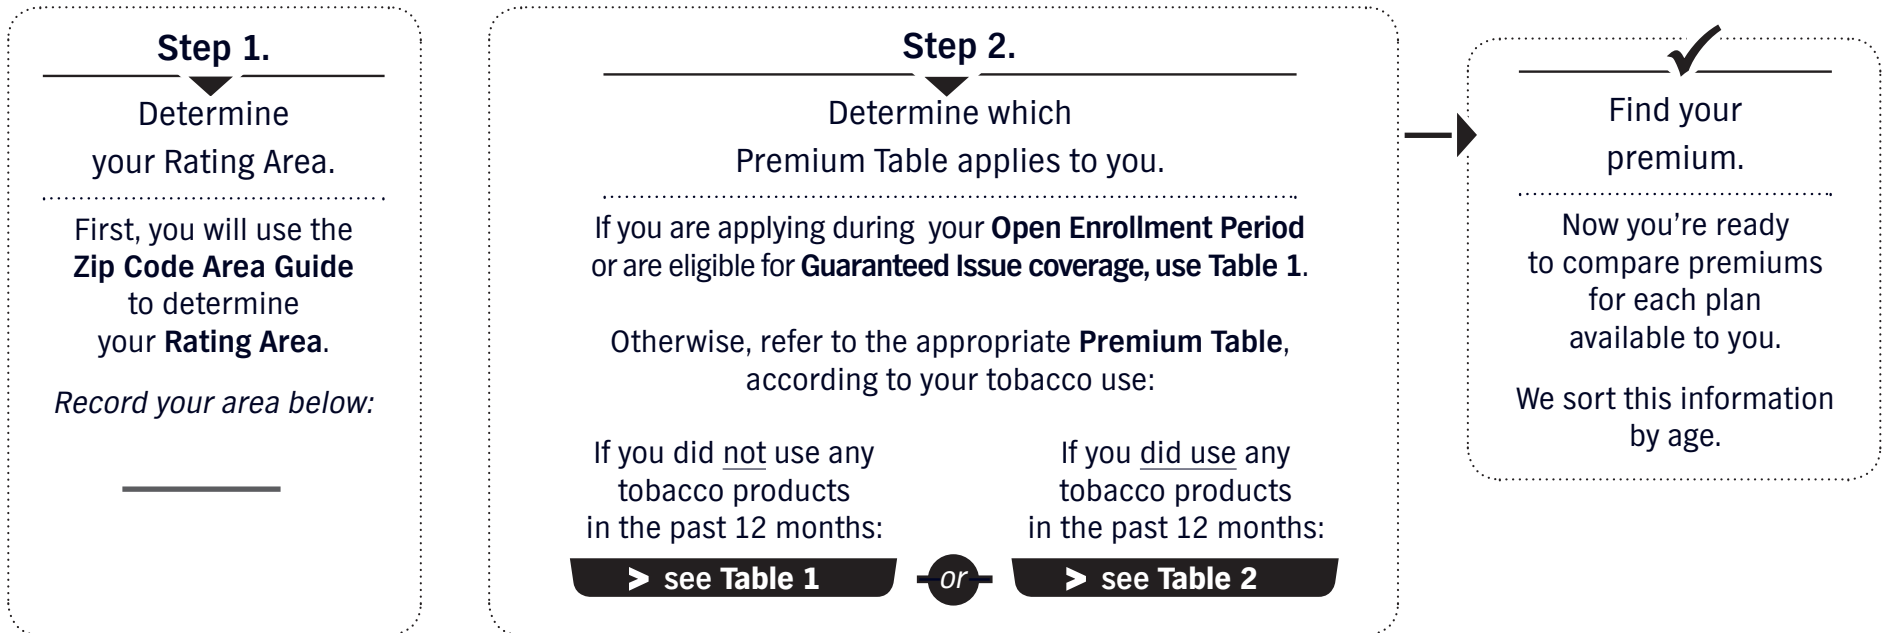 Step 1.
Determine
your Rating Area.
First, you will use the
Zip Code Area Guide
to determine
your Rating Area.
Record your area below:
Step 2.
Determine which
Premium Table applies to you.
If you are applying during your Open Enrollment Period
or are eligible for Guaranteed Issue coverage, use Table 1.
Otherwise, refer to the appropriate Premium Table,
according to your tobacco use:
If you did not use any
tobacco products
in the past 12 months:
> see Table 1
or
If you did use any
tobacco products
in the past 12 months:
> see Table 2
Find your
premium.
Now you're ready
to compare premiums
for each plan
available to you.
We sort this information
by age.